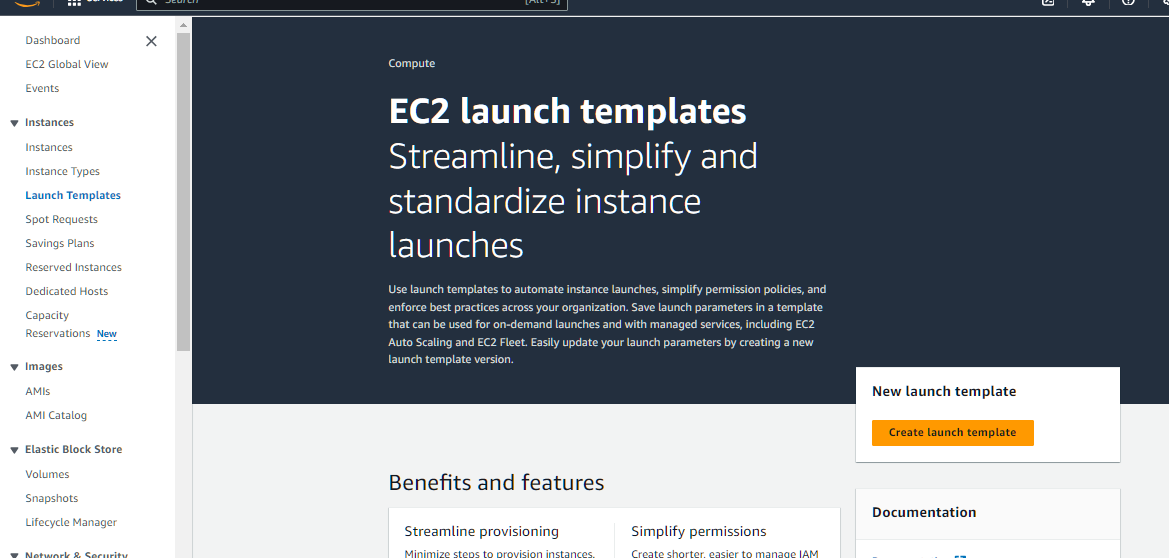 Search
[Alt+S]
Dashboard
EC2 Global View
Events
Instances
Instances
Instance Types
Launch Templates
Spot Requests
Savings Plans
Reserved Instances
Dedicated Hosts
Capacity
Reservations New
Images
AMIs
AMI Catalog
Elastic Block Store
Volumes
Snapshots
Lifecycle Manager
Network & Security
Compute
EC2 launch templates
Streamline, simplify and
standardize instance
launches
Use launch templates to automate instance launches, simplify permission policies, and
enforce best practices across your organization. Save launch parameters in a template
that can be used for on-demand launches and with managed services, including EC2
Auto Scaling and EC2 Fleet. Easily update your launch parameters by creating a new
launch template version.
New launch template
Create launch template
Benefits and features
Streamline provisioning
Minimize steps to provision instances.
Simplify permissions
Create shorter, easier to manage IAM
Documentation